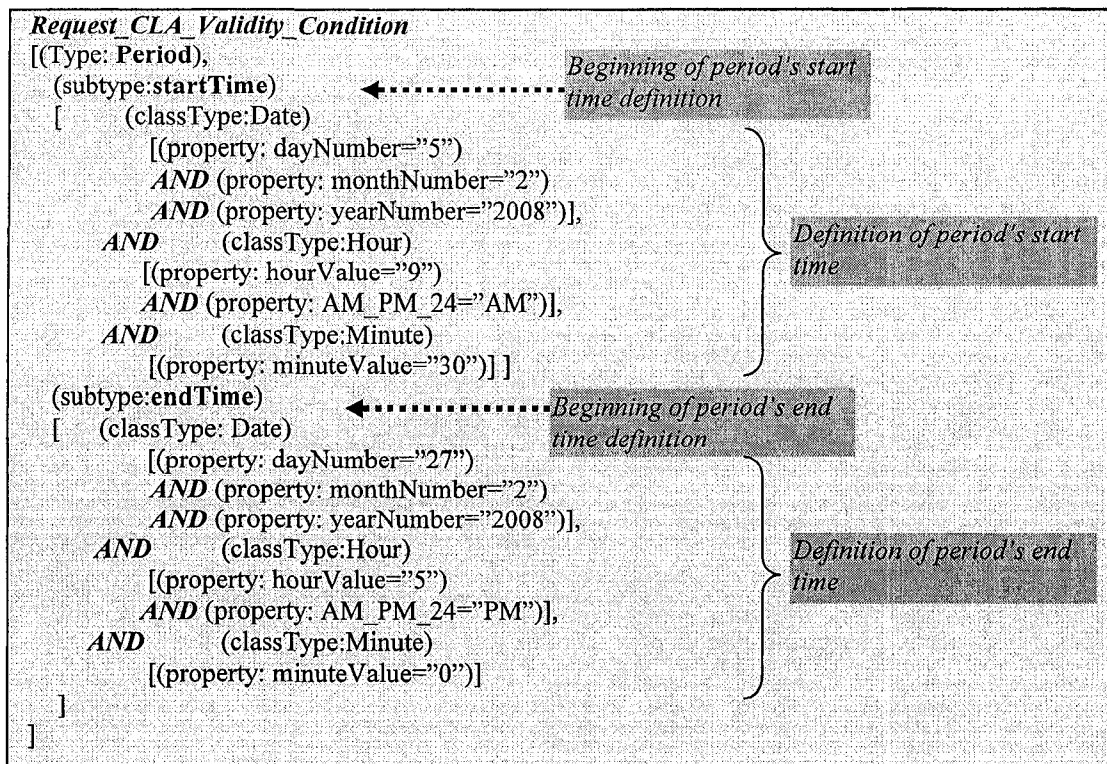 Request_CLA_Validity_Condition
[(Type: Period),
(subtype:startTime)
Beginning of period's start
time definition
[ (classType:Date)
[(property: dayNumber=”5”)
AND (property: monthNumber=”2”)
AND (property: yearNumber=”2008”)],
AND (classType:Hour)
[(property: hourValue=”9”)
AND (property: AM_PM_24=”AM”)],
AND (classType:Minute)
[(property: minuteValue=”30”)] ]
Definition of period's start
time
(subtype:endTime)
Beginning of period's end
time definition
[ (classType: Date)
[(property: dayNumber=”27”)
AND (property: monthNumber=”2”)
AND (property: yearNumber=”2008”)],
AND (classType:Hour)
[(property: hourValue=”5”)
AND (property: AM_PM_24=”PM”)],
AND (classType:Minute)
[(property: minuteValue=”0”)]
Definition of period's end
time
]
]